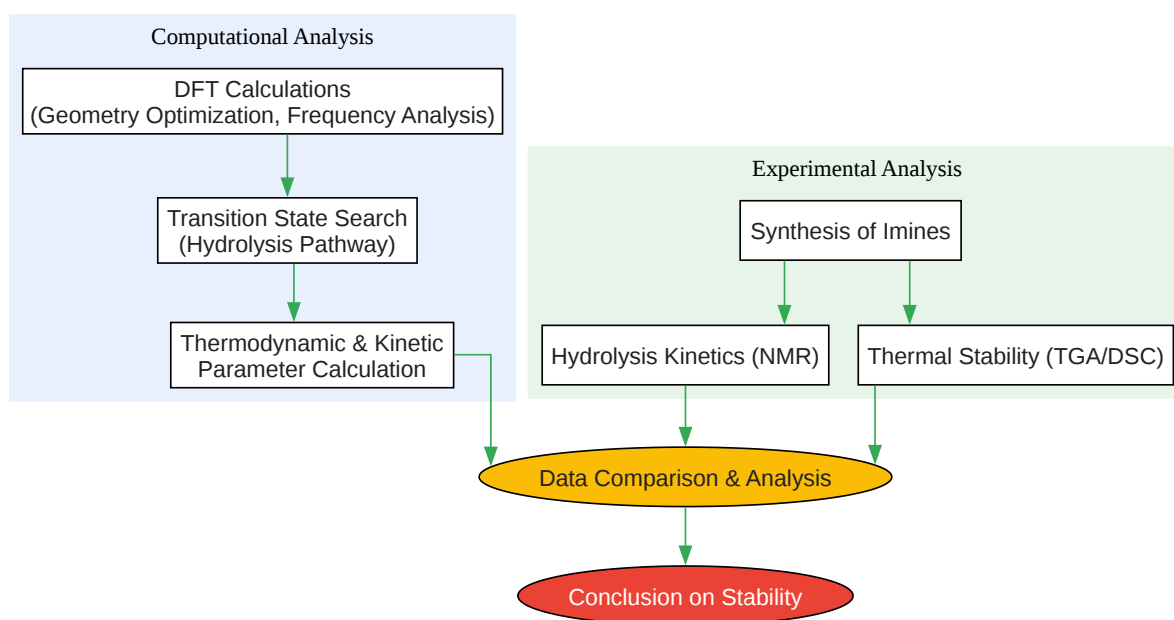 Computational Analysis
DFT Calculations
(Geometry Optimization, Frequency Analysis)
Transition State Search
(Hydrolysis Pathway)
Thermodynamic & Kinetic
Parameter Calculation
Experimental Analysis
Synthesis of Imines
Hydrolysis Kinetics (NMR)
Thermal Stability (TGA/DSC)
Data Comparison & Analysis
Conclusion on Stability